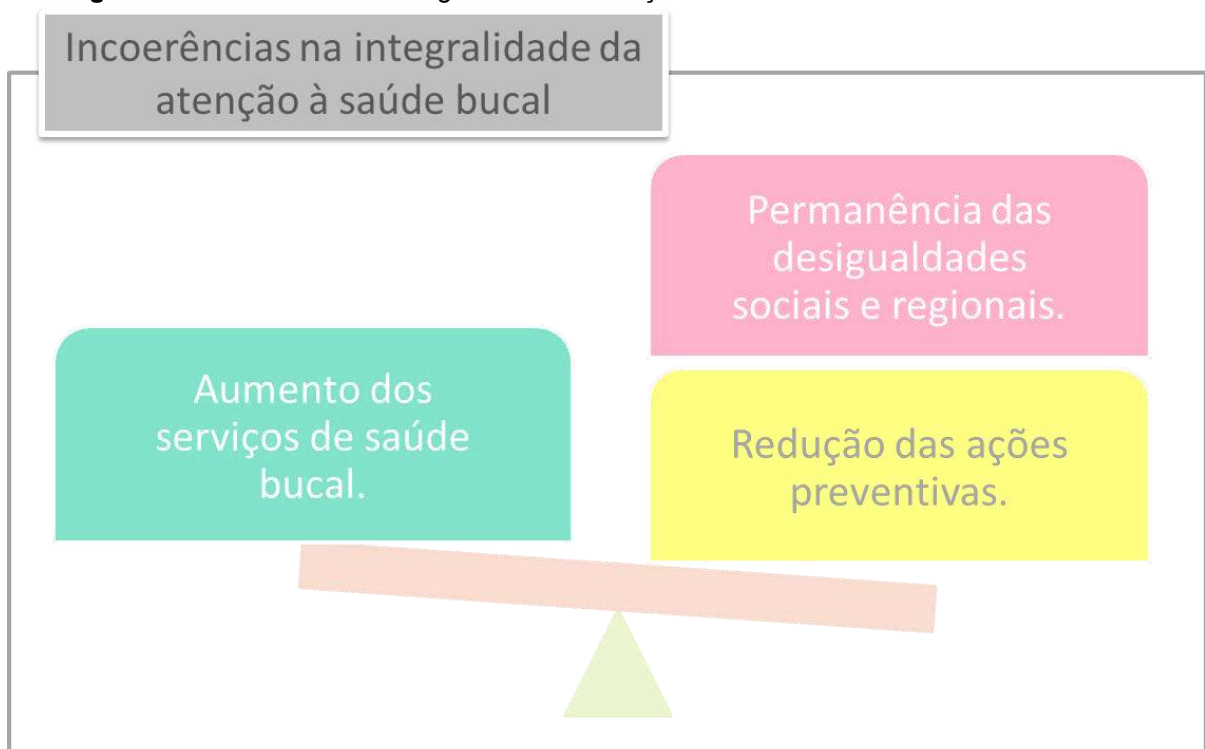 Incoerências na integralidade da
atenção à saúde bucal
Permanência das
desigualdades
sociais e regionais.
Aumento dos
serviços de saúde
bucal.
Redução das ações
preventivas.